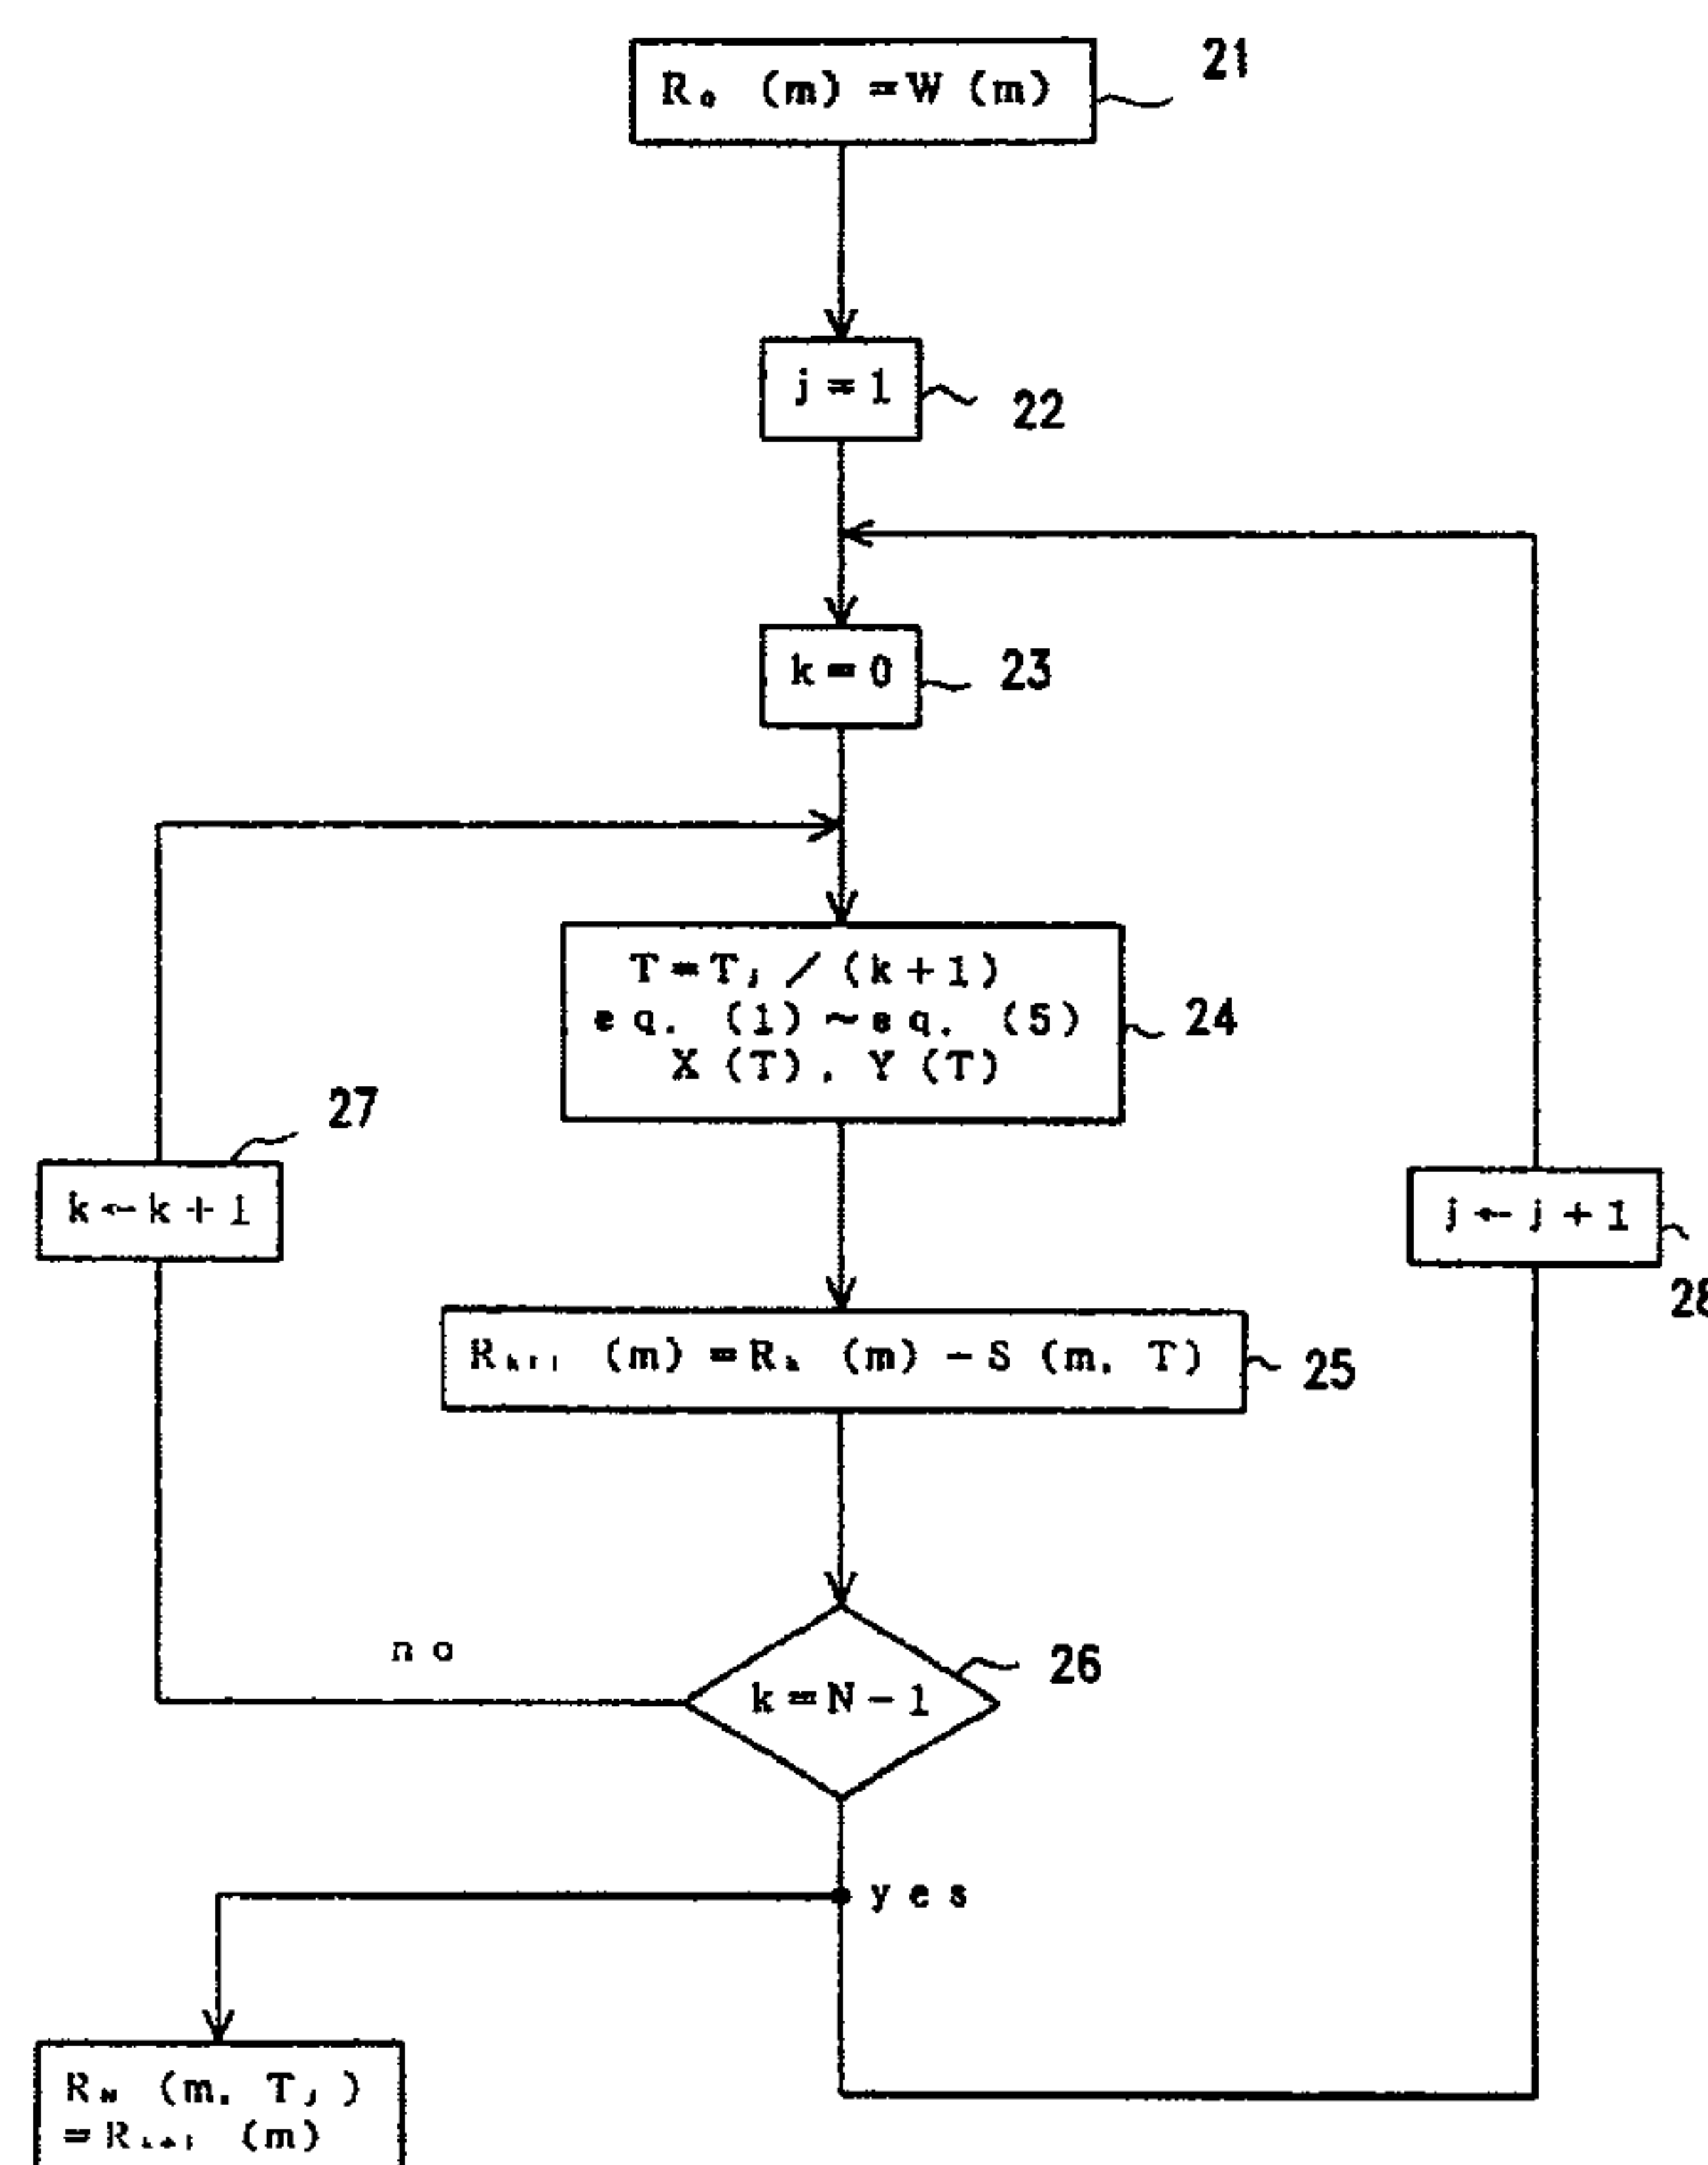 R₀ (m) =W (m)
21
j=1
22
k=0
23
T=Tⱼ/(k+1)
eq. (1)~eq. (5)
X (T), Y (T)
24
27
k←k+1
j←j+1
28
Rₖ₊₁ (m) =Rₖ (m) -S (m, T)
25
no
k=N-1
26
yes
R_N (m, Tⱼ)
=Rₖ₊₁ (m)